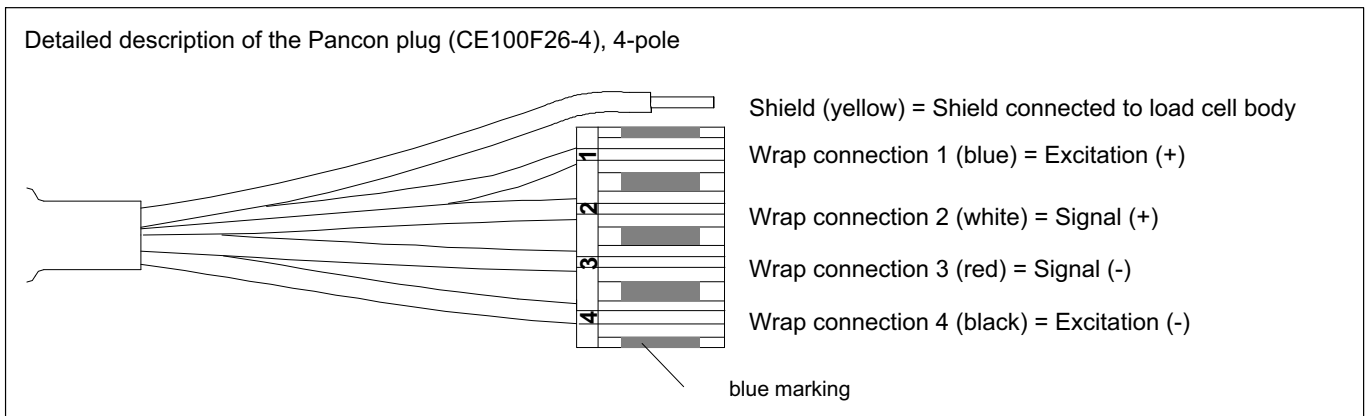 Detailed description of the Pancon plug (CE100F26-4), 4-pole
Shield (yellow) = Shield connected to load cell body
1
Wrap connection 1 (blue) = Excitation (+)
2
Wrap connection 2 (white) = Signal (+)
3
Wrap connection 3 (red) = Signal (-)
4
Wrap connection 4 (black) = Excitation (-)
blue marking